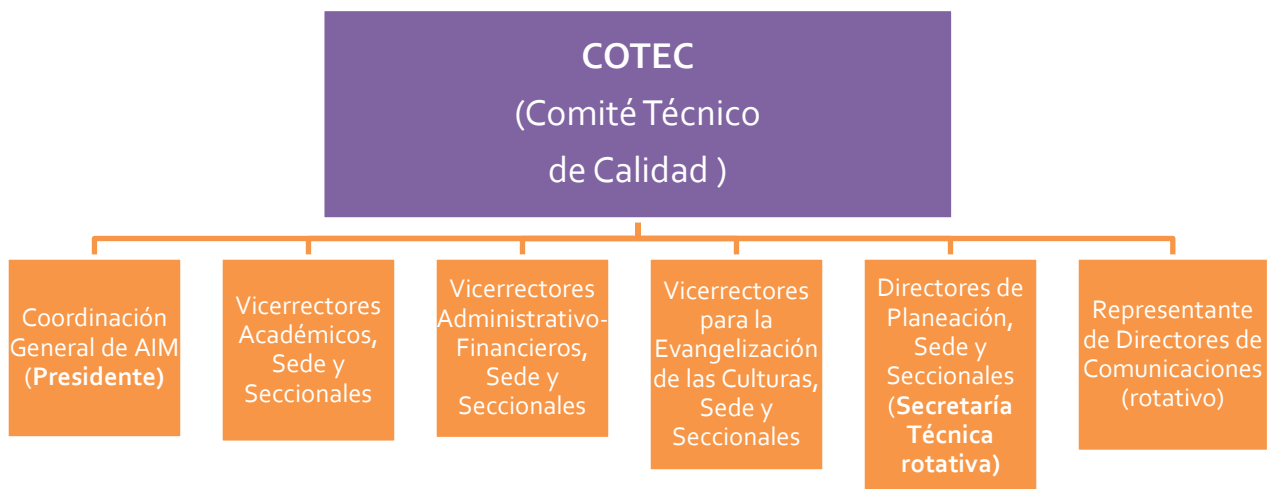 COTEC
(Comité Técnico
de Calidad )
Coordinación
General de AIM
(Presidente)
Vicerrectores
Académicos,
Sede y
Seccionales
Vicerrectores
Administrativo-
Financieros,
Sede y
Seccionales
Vicerrectores
para la
Evangelización
de las Culturas,
Sede y
Seccionales
Directores de
Planeación,
Sede y
Seccionales
(Secretaría
Técnica
rotativa)
Representante
de Directores de
Comunicaciones
(rotativo)